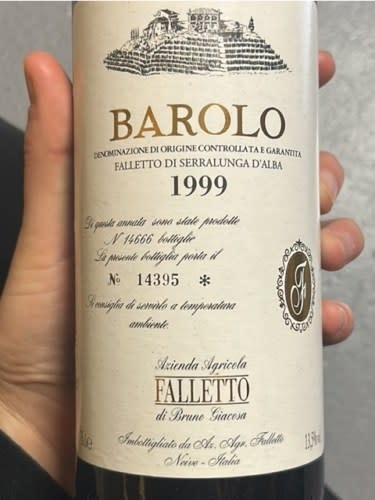 BAROLO
DENOMINAZIONE DI ORIGINE CONTROLLATA E GARANTITA
FALLETTO DI SERRALUNGA D'ALBA
1999
Di questa annata sono state prodotte
N° 14666 bottiglie
La presente bottiglia porta il
№ 14395 *
Si consiglia di servirlo a temperatura
ambiente.
Azienda Agricola
FALLETTO
di Bruno Giacosa
Imbottigliato da Az. Agr. Falletto
Neive - Italia